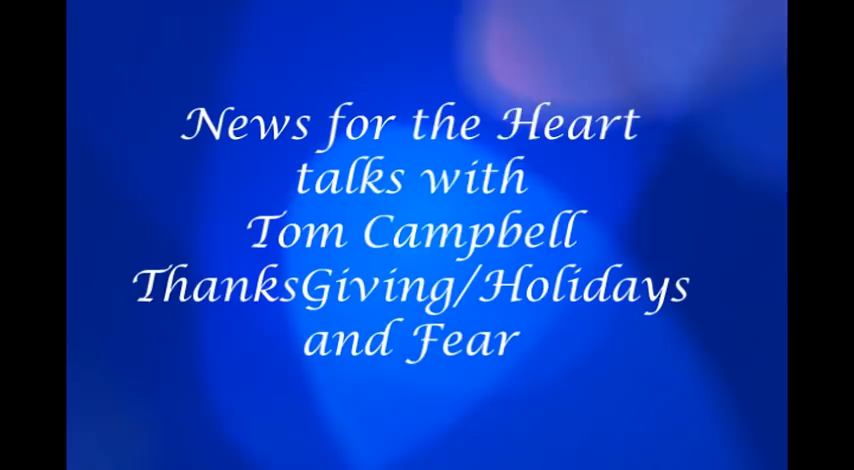 News for the Heart
talks with
Tom Campbell
ThanksGiving/Holidays
and Fear